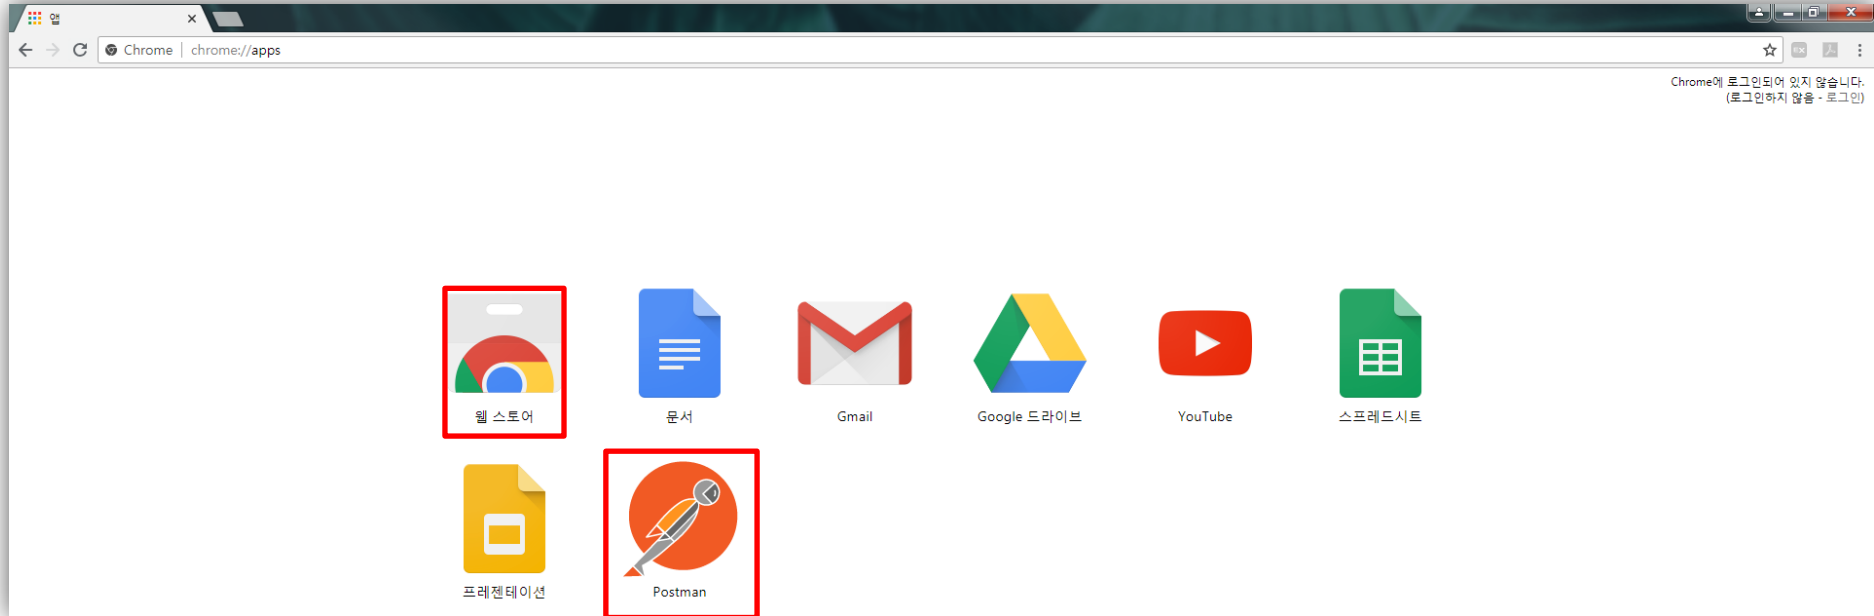 앱
Chrome | chrome://apps
Chrome에 로그인되어 있지 않습니다.
(로그인하지 않음 - 로그인)
웹 스토어
문서
Gmail
Google 드라이브
YouTube
스프레드시트
프레젠테이션
Postman